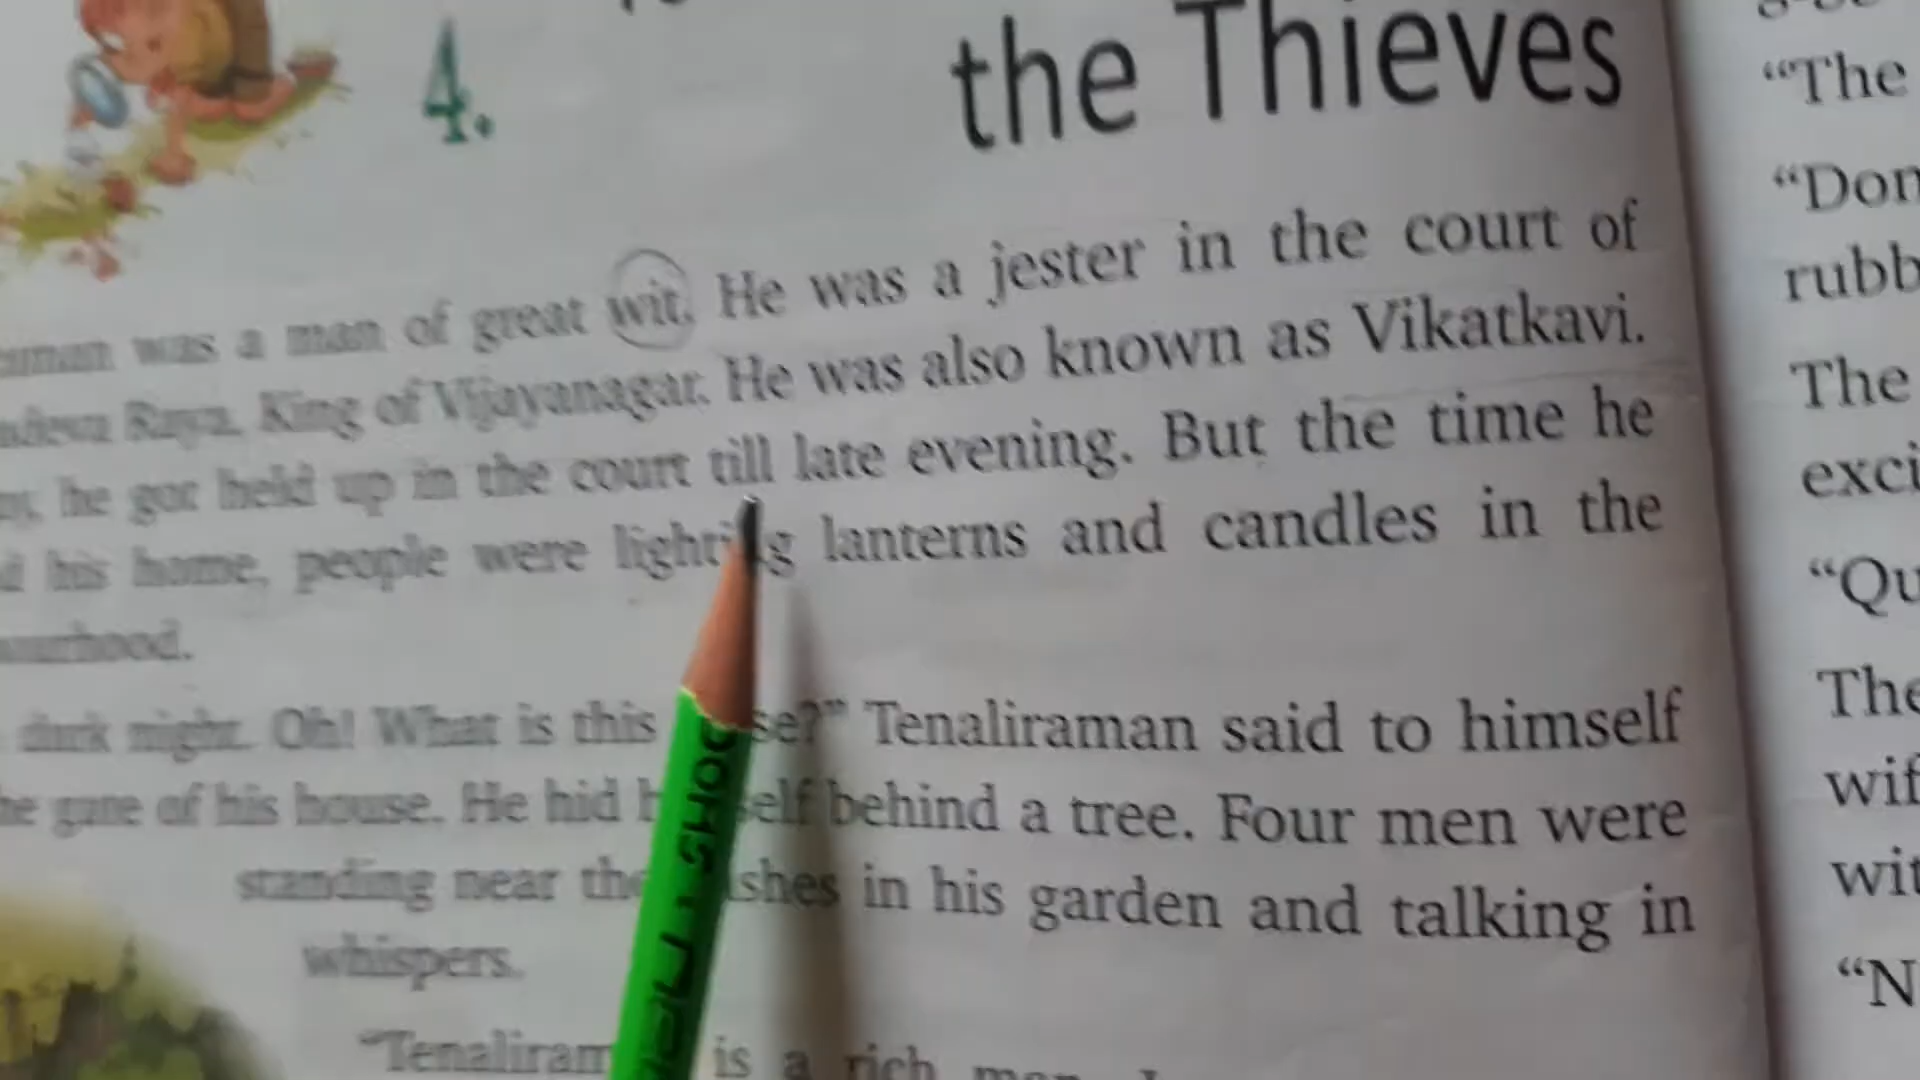 4.
the Thieves
was a man of great wit. He was a jester in the court of
Raya, King of Vijayanagar. He was also known as Vikatkavi.
he got held up in the court till late evening. But the time he
his home, people were lighting lanterns and candles in the
dark night. Oh! What is this se?" Tenaliraman said to himself
gate of his house. He hid h elf behind a tree. Four men were
standing near the shes in his garden and talking in
whispers.
"Tenaliram is a rich
"The
"Don
rubb
The
exci
"Qu
The
wif
wit
"N